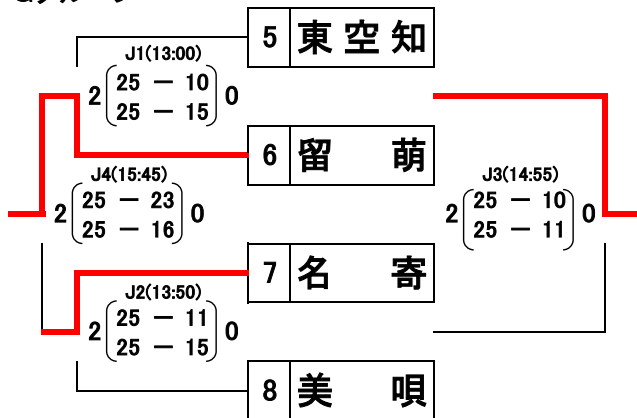 5 東空知
J1(13:00)
2 25 － 10 0
25 － 15
6 留萌
J4(15:45)
2 25 － 23 0
25 － 16
J3(14:55)
2 25 － 10 0
25 － 11
7 名寄
J2(13:50)
2 25 － 11 0
25 － 15
8 美唄